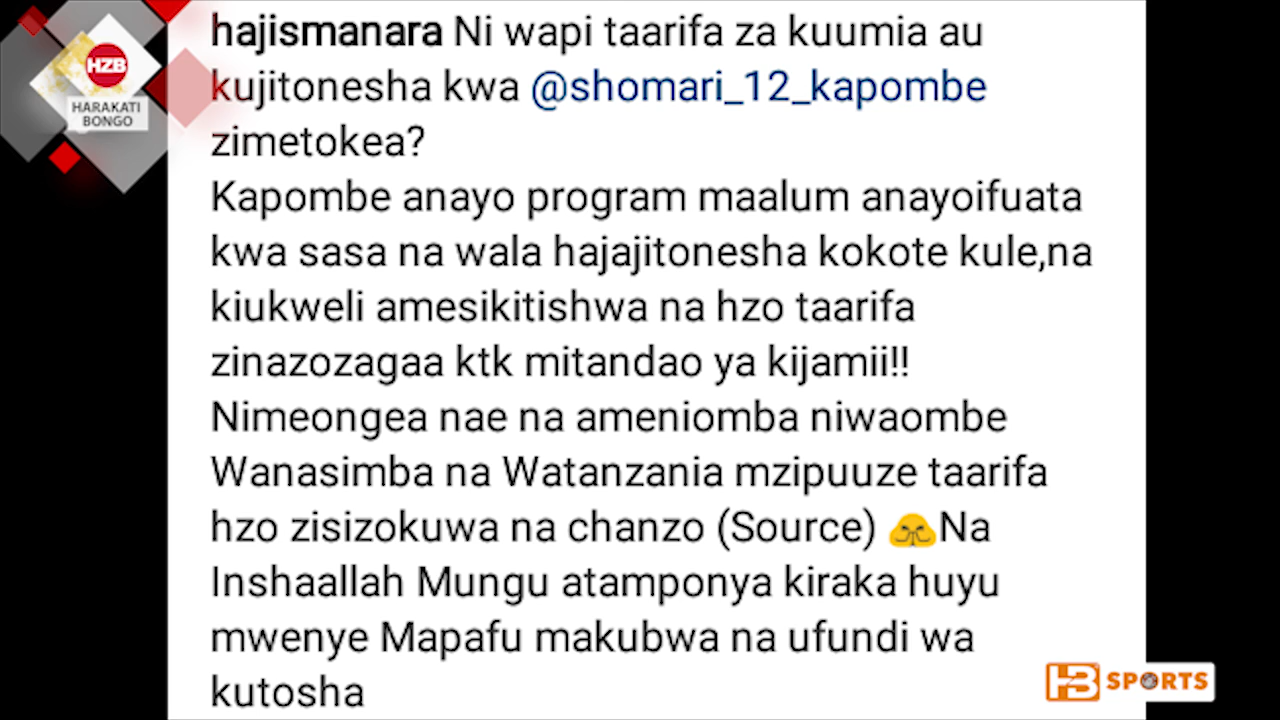 HZB
HARAKATI
BONGO
hajismanara Ni wapi taarifa za kuumia au
kujitonesha kwa @shomari_12_kapombe
zimetokea?
Kapombe anayo program maalum anayoifuata
kwa sasa na wala hajajitonesha kokote kule,na
kiukweli amesikitishwa na hzo taarifa
zinazozagaa ktk mitandao ya kijamii!!
Nimeongea nae na ameniomba niwaombe
Wanasimba na Watanzania mzipuuze taarifa
hzo zisizokuwa na chanzo (Source) 🙏Na
Inshaallah Mungu atamponya kiraka huyu
mwenye Mapafu makubwa na ufundi wa
kutosha
HB SPORTS